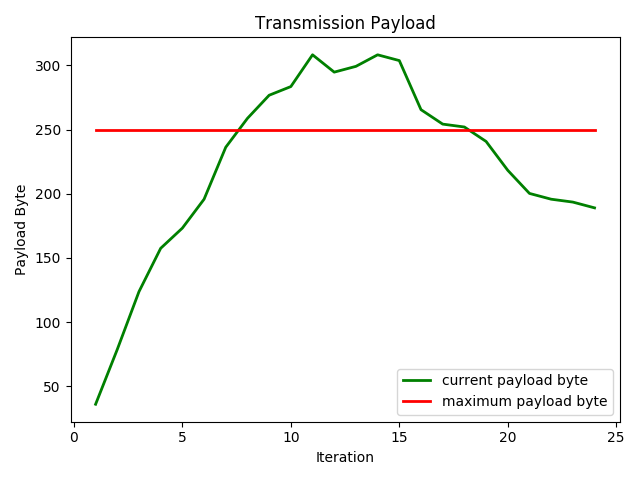 Transmission Payload
300
250
200
150
100
50
Payload Byte
0
5
10
15
20
25
Iteration
current payload byte
maximum payload byte